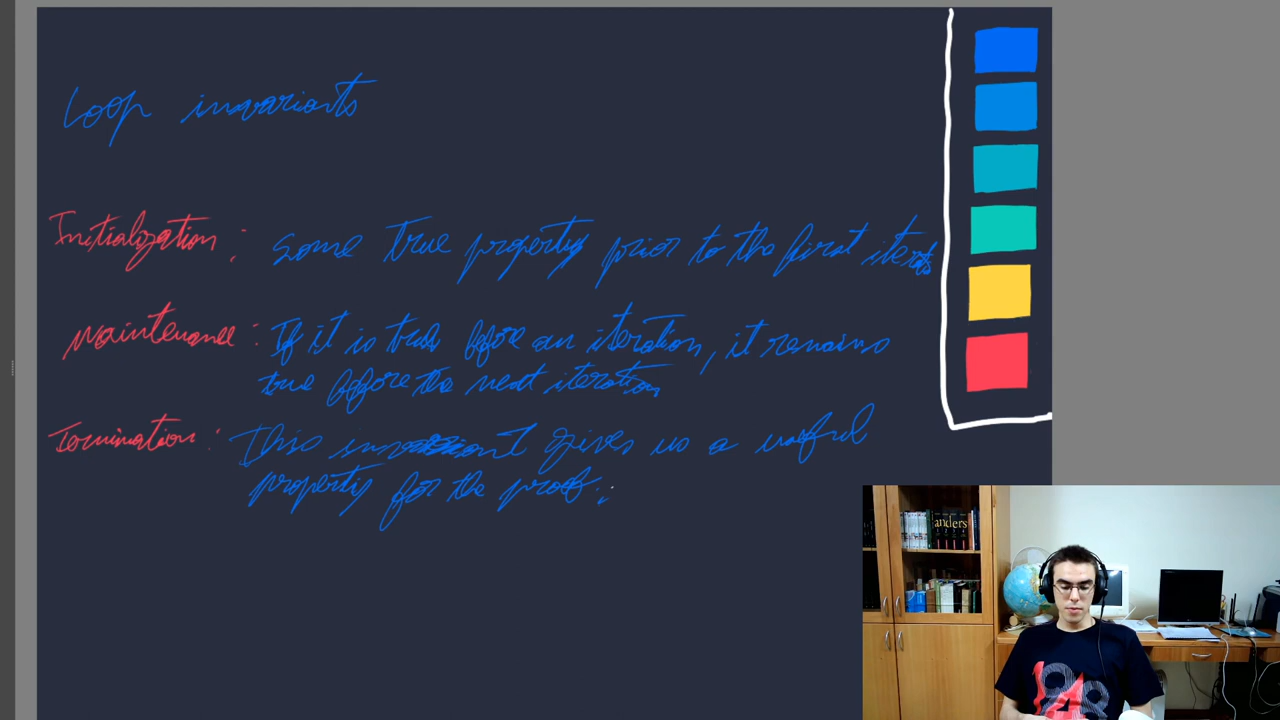 Loop invariants
Initialization: Some true property prior to the first iterat
Maintenance: If it is true before an iteration, it remains
true before the next iteration
Termination: This invariant gives us a useful
property for the proof.
anders